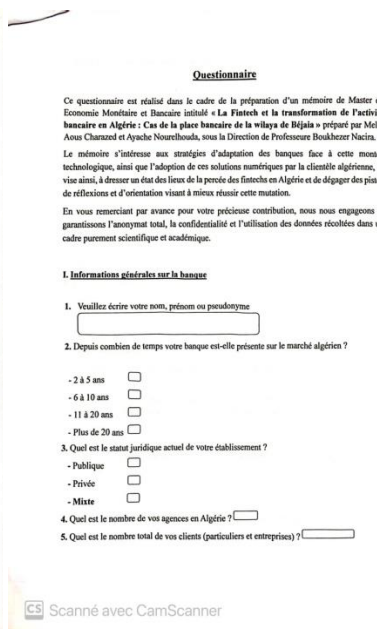 Questionnaire
Ce questionnaire est réalisé dans le cadre de la préparation d'un mémoire de Master
Economie Monétaire et Bancaire intitulé « La Fintech et la transformation de l'activi
bancaire en Algérie : Cas de la place bancaire de la wilaya de Béjaia » préparé par Mel
Aous Charazed et Ayache Nourelhouda, sous la Direction de Professeure Boukhezer Nacira.
Le mémoire s'intéresse aux stratégies d'adaptation des banques face à cette mont
technologique, ainsi que l'adoption de ces solutions numériques par la clientèle algérienne,
vise ainsi, à dresser un état des lieux de la percée des fintechs en Algérie et de dégager des pist
de réflexions et d'orientation visant à mieux réussir cette mutation.
En vous remerciant par avance pour votre précieuse contribution, nous nous engageons
garantissons l'anonymat total, la confidentialité et l'utilisation des données récoltées dans
cadre purement scientifique et académique.
I. Informations générales sur la banque
1. Veuillez écrire votre nom, prénom ou pseudonyme
2. Depuis combien de temps votre banque est-elle présente sur le marché algérien ?
- 2 à 5 ans
- 6 à 10 ans
- 11 à 20 ans
- Plus de 20 ans
3. Quel est le statut juridique actuel de votre établissement ?
- Publique
- Privée
- Mixte
4. Quel est le nombre de vos agences en Algérie ?
5. Quel est le nombre total de vos clients (particuliers et entreprises) ?
CS Scanné avec CamScanner